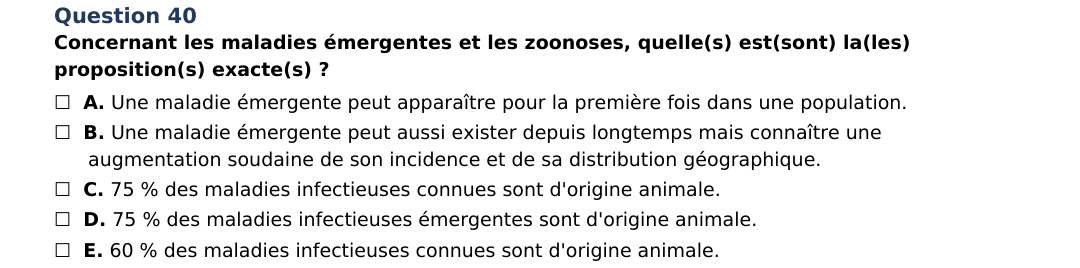 Question 40
Concernant les maladies émergentes et les zoonoses, quelle(s) est(sont) la(les)
proposition(s) exacte(s) ?
☐ A. Une maladie émergente peut apparaître pour la première fois dans une population.
☐ B. Une maladie émergente peut aussi exister depuis longtemps mais connaître une
augmentation soudaine de son incidence et de sa distribution géographique.
☐ C. 75 % des maladies infectieuses connues sont d'origine animale.
☐ D. 75 % des maladies infectieuses émergentes sont d'origine animale.
☐ E. 60 % des maladies infectieuses connues sont d'origine animale.